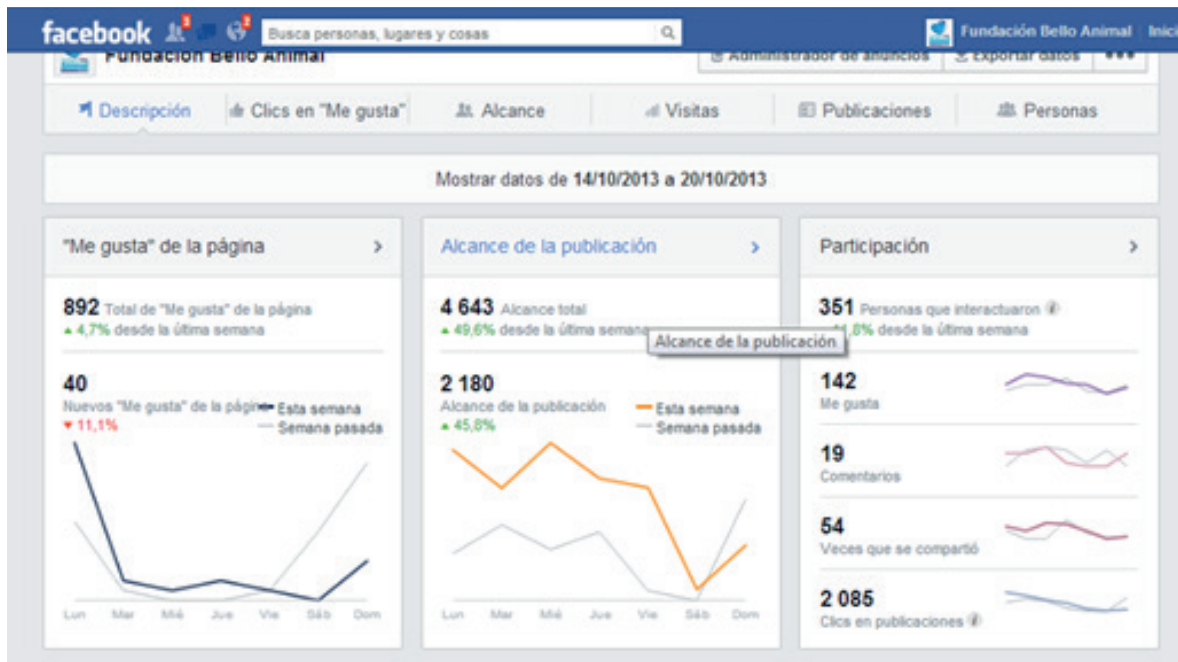 facebook 3 2 Busca personas, lugares y cosas Fundación Bello Animal
Fundación Bello Animal Administrador de anuncios Exportar datos
Descripción Clics en "Me gusta" Alcance Visitas Publicaciones Personas
Mostrar datos de 14/10/2013 a 20/10/2013
"Me gusta" de la página
892 Total de "Me gusta" de la página
4,7% desde la última semana
40
Nuevos "Me gusta" de la página
11,1%
Esta semana
Semana pasada
Lun Mar Mié Jue Vie Sáb Dom
Alcance de la publicación
4 643 Alcance total
49,6% desde la última semana
Alcance de la publicación
2 180
Alcance de la publicación
45,8%
Esta semana
Semana pasada
Lun Mar Mié Jue Vie Sáb Dom
Participación
351 Personas que interactuaron
desde la última semana
142
Me gusta
19
Comentarios
54
Veces que se compartió
2 085
Clics en publicaciones